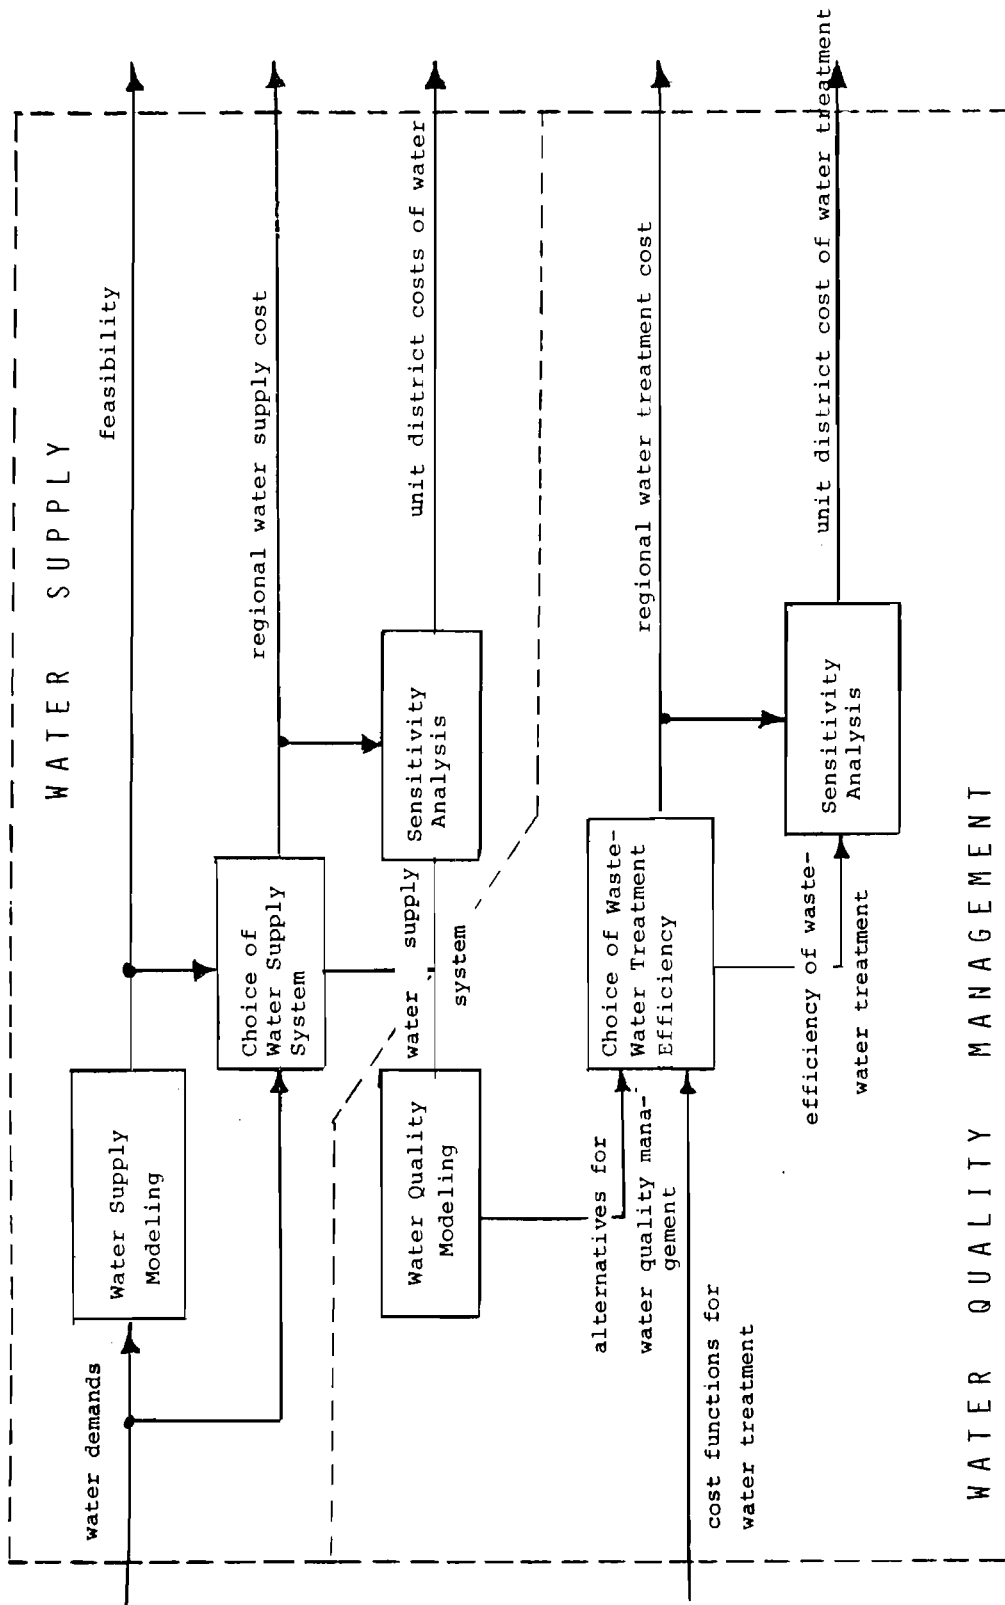 WATER SUPPLY
water demands
Water Supply
Modeling
feasibility
Choice of
Water Supply
System
regional water supply cost
water supply
system
Sensitivity
Analysis
unit district costs of water
Water Quality
Modeling
alternatives for
water quality mana-
gement
cost functions for
water treatment
Choice of Waste-
Water Treatment
Efficiency
regional water treatment cost
efficiency of waste-
water treatment
Sensitivity
Analysis
unit district cost of water treatment
WATER QUALITY MANAGEMENT